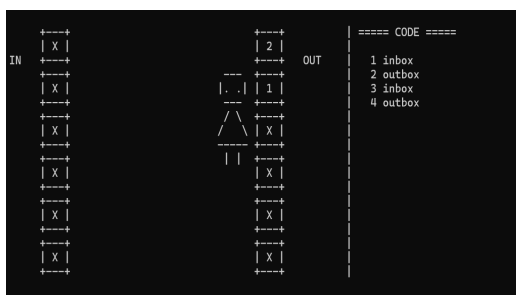 +---+ +---+ | ===== CODE =====
| X | | 2 | |
IN +---+ +---+ OUT | 1 inbox
+---+ --- +---+ | 2 outbox
| X | |. .| | 1 | | 3 inbox
+---+ --- +---+ | 4 outbox
+---+ / \ +---+ |
| X | / \ | X | |
+---+ ----- +---+ |
+---+ | | +---+ |
| X | | X | |
+---+ +---+ |
+---+ +---+ |
| X | | X | |
+---+ +---+ |
+---+ +---+ |
| X | | X | |
+---+ +---+ |